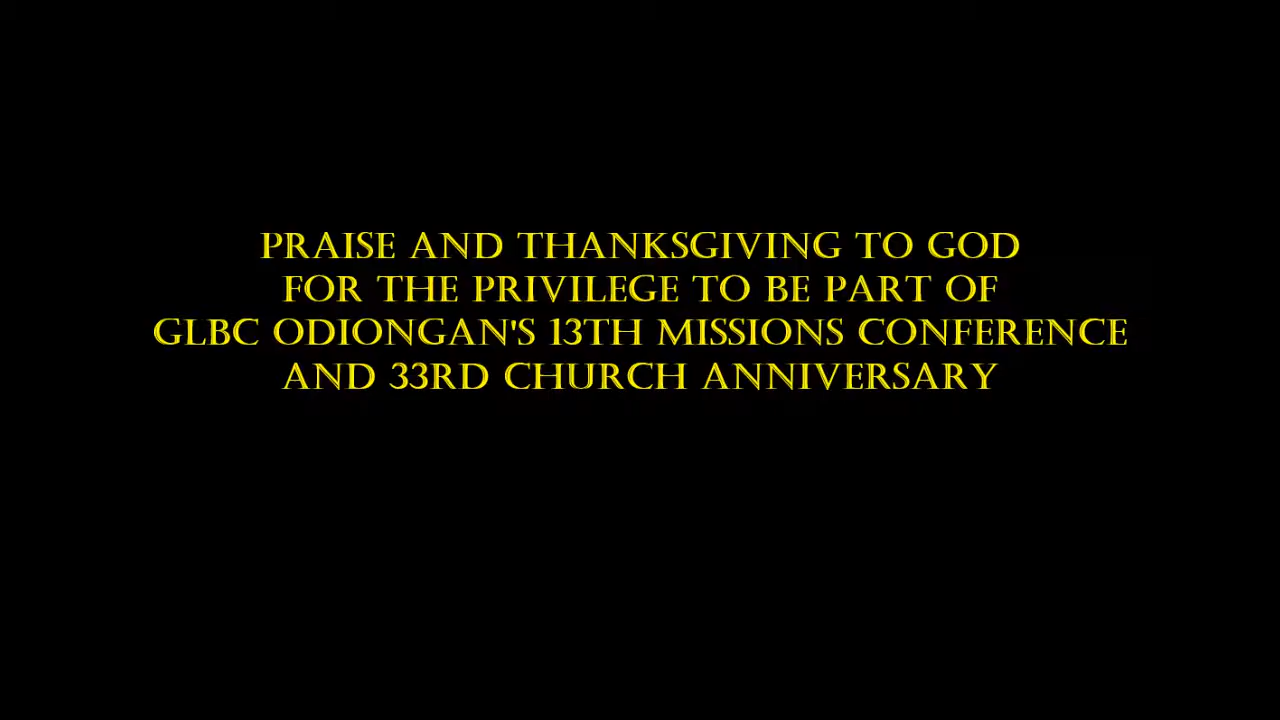 PRAISE AND THANKSGIVING TO GOD
FOR THE PRIVILEGE TO BE PART OF
GLBC ODIONGAN'S 13TH MISSIONS CONFERENCE
AND 33RD CHURCH ANNIVERSARY